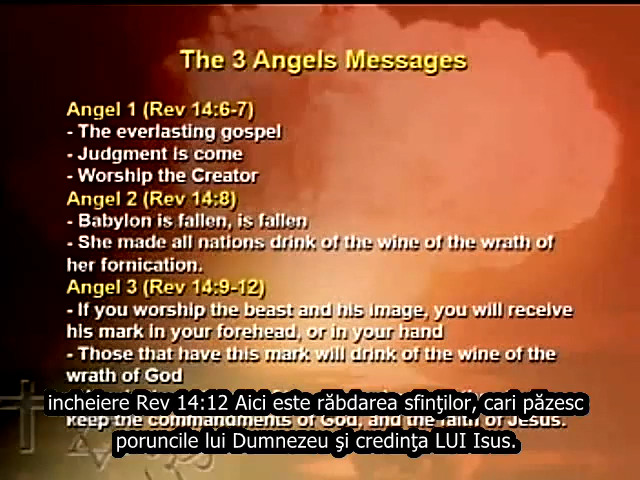 The 3 Angels Messages
Angel 1 (Rev 14:6-7)
- The everlasting gospel
- Judgment is come
- Worship the Creator
Angel 2 (Rev 14:8)
- Babylon is fallen, is fallen
- She made all nations drink of the wine of the wrath of
her fornication.
Angel 3 (Rev 14:9-12)
- If you worship the beast and his image, you will receive
his mark in your forehead, or in your hand
- Those that have this mark will drink of the wine of the
wrath of God
keep the commandments of God, and the faith of Jesus.
incheiere Rev 14:12 Aici este răbdarea sfinţilor, cari păzesc
poruncile lui Dumnezeu şi credinţa LUI Isus.